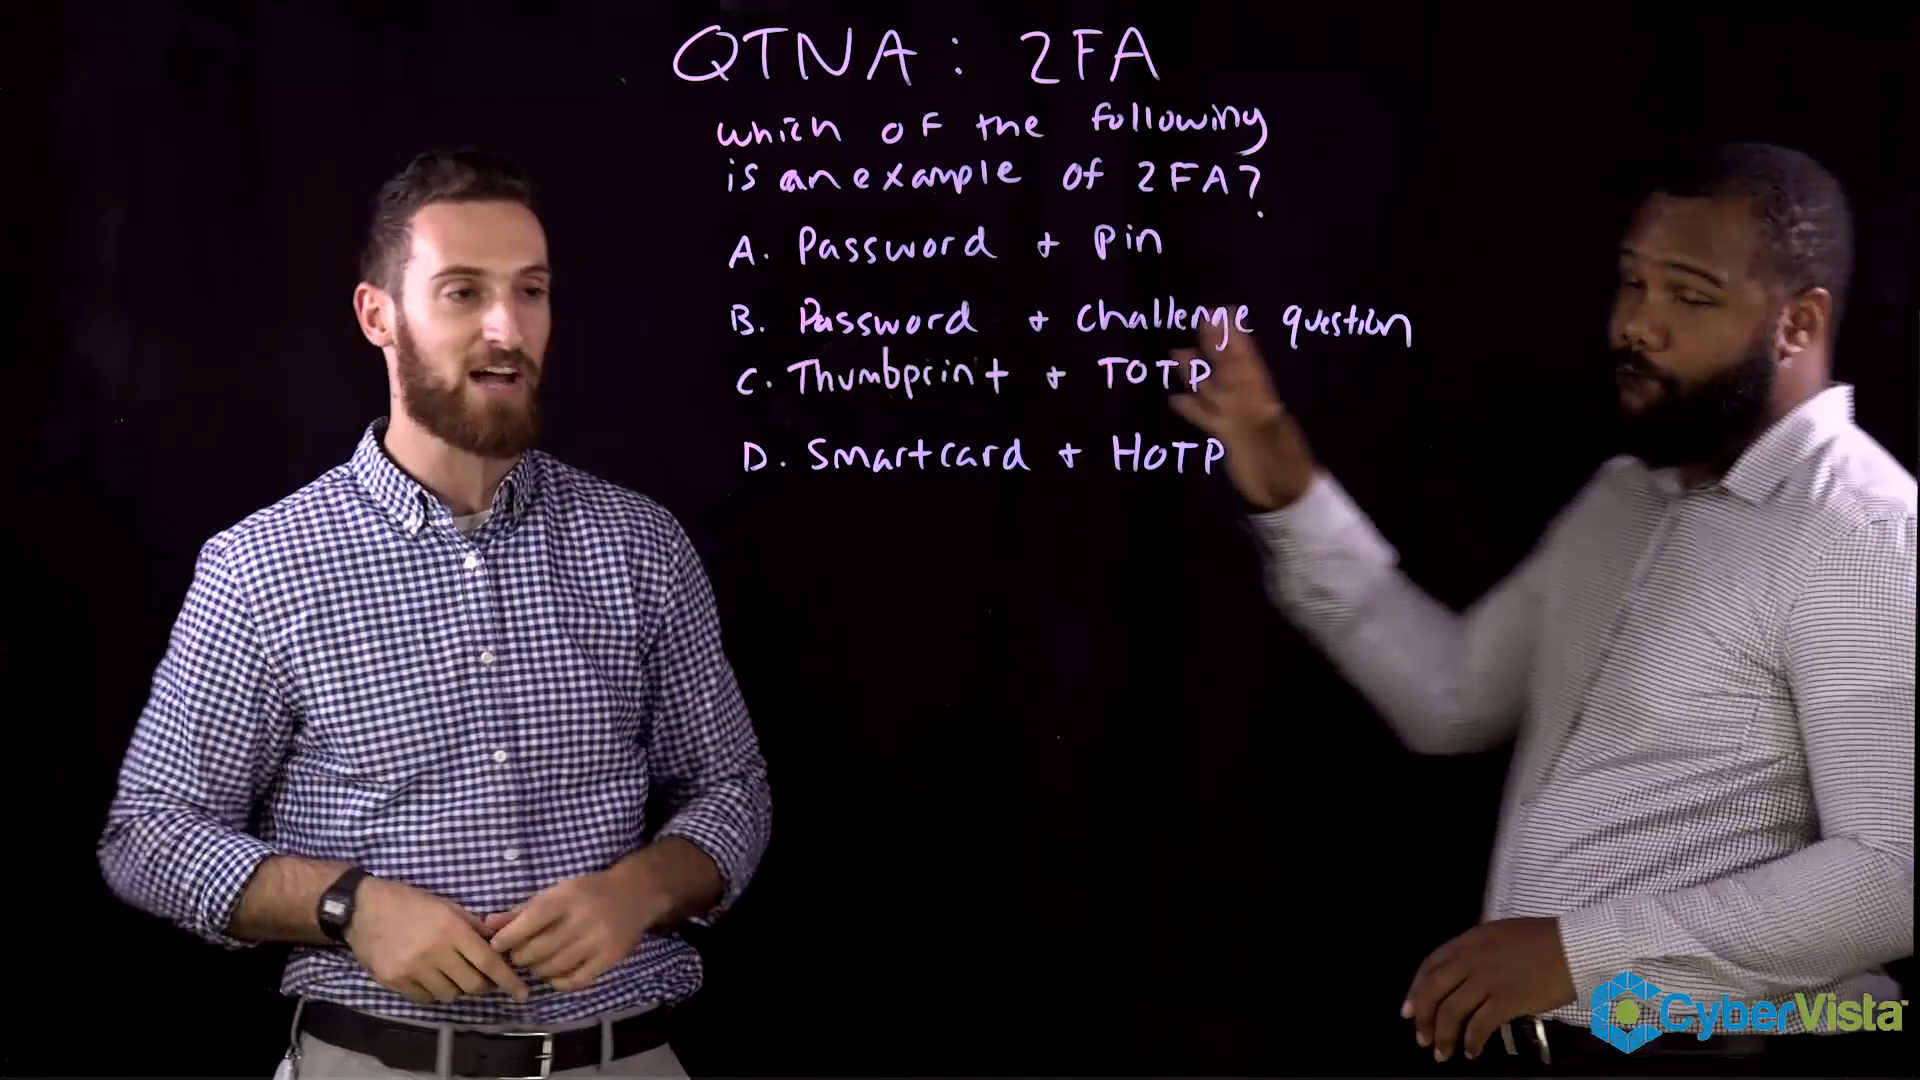 QTNA: 2FA
which of the following
is an example of 2FA?
A. Password + pin
B. Password + challenge question
C. Thumbprint + TOTP
D. Smartcard + HOTP
CyberVista™